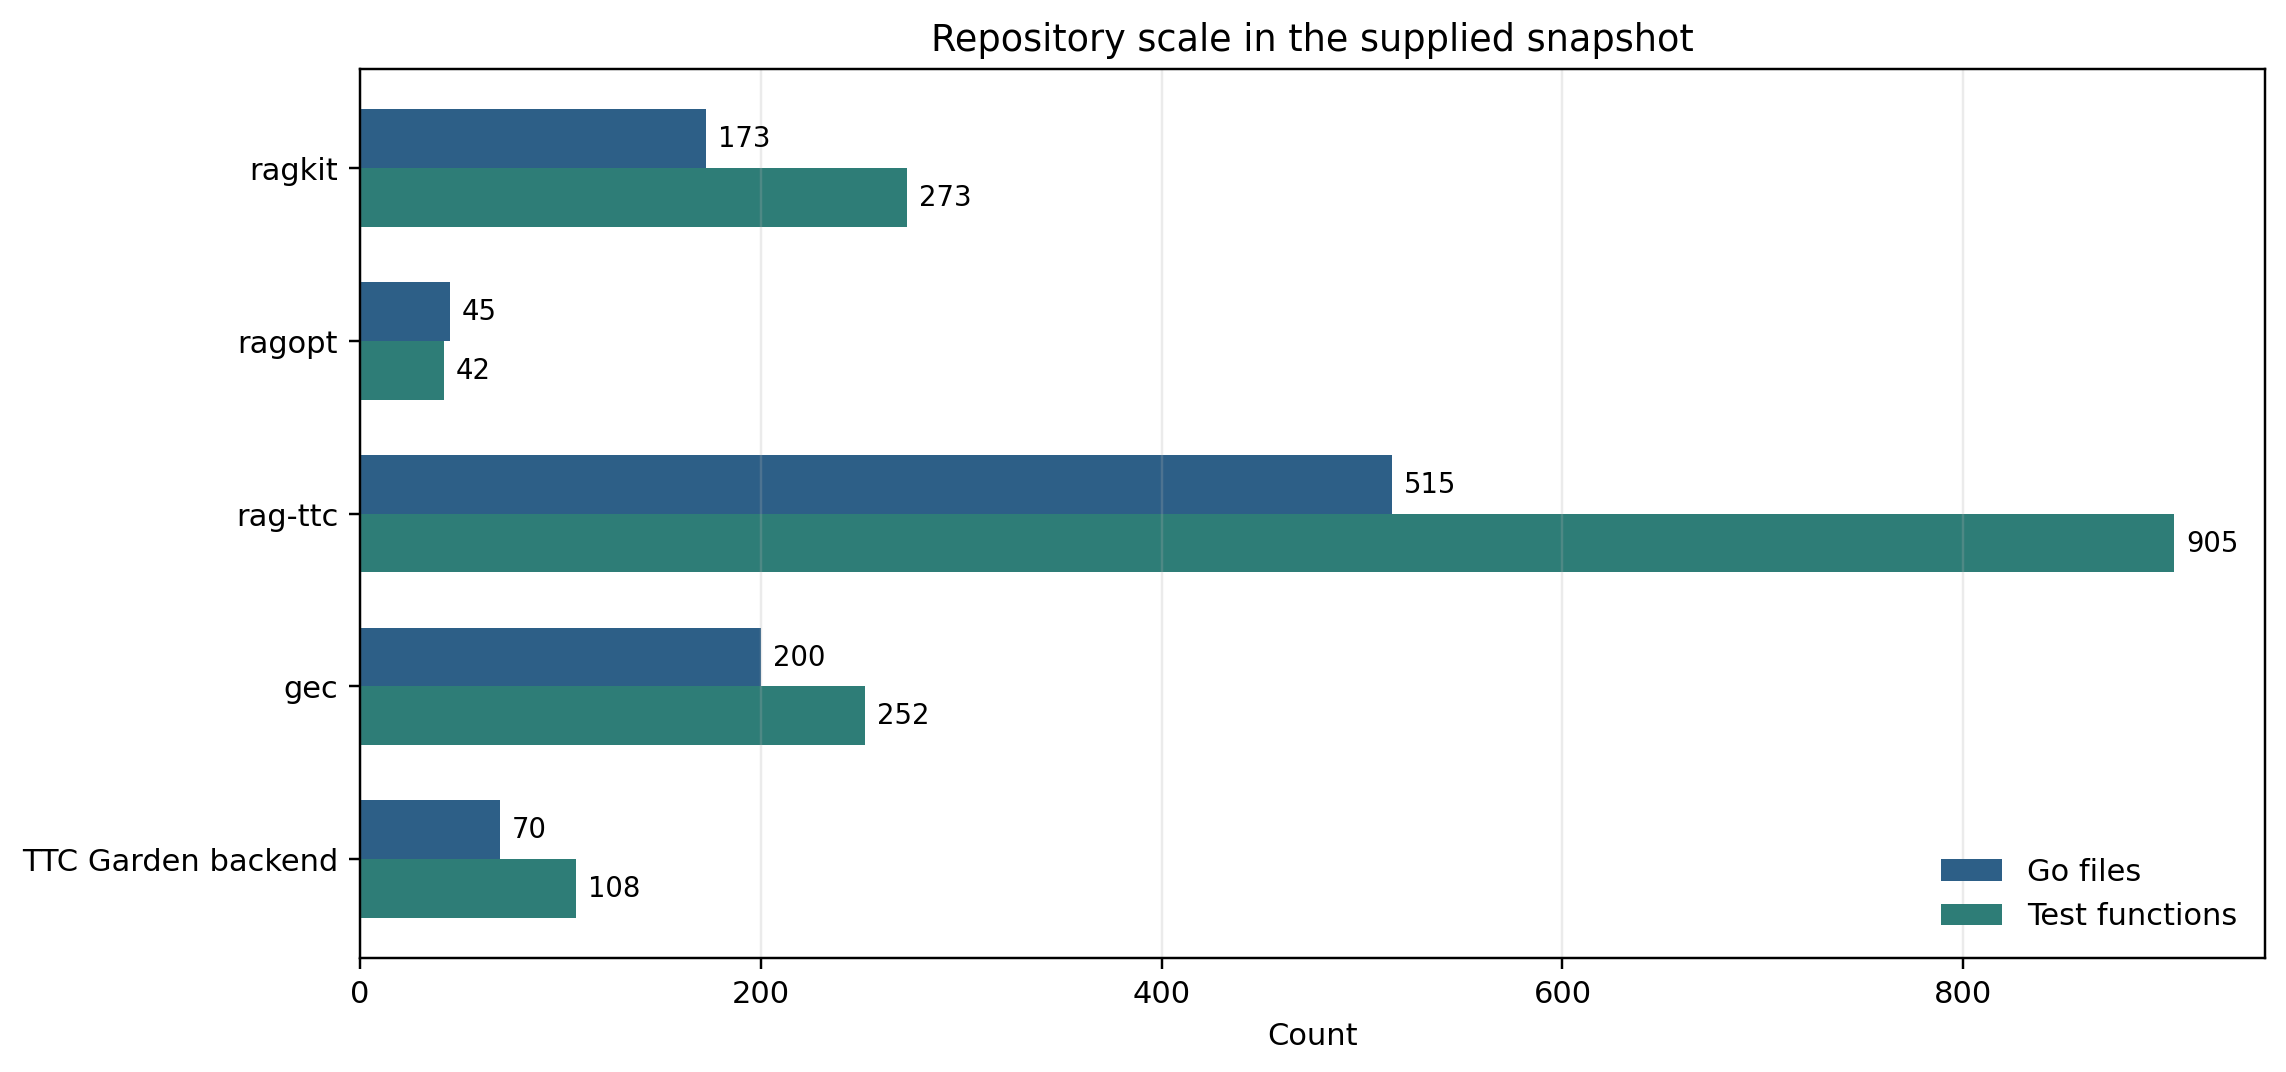 Repository scale in the supplied snapshot
ragkit
173
273
ragopt
45
42
rag-ttc
515
905
gec
200
252
TTC Garden backend
70
108
Go files
Test functions
0 200 400 600 800
Count